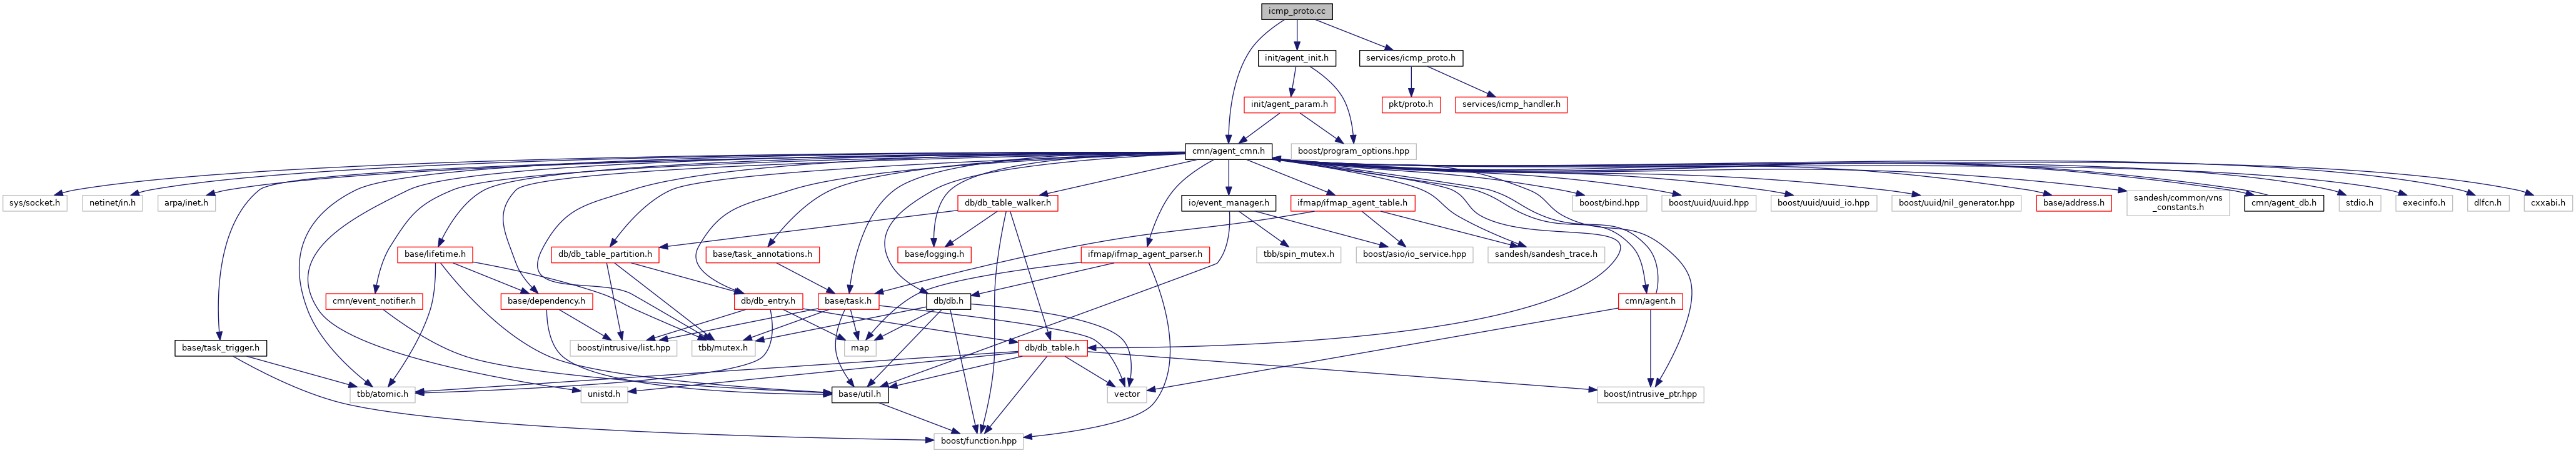 icmp_proto.cc
init/agent_init.h
services/icmp_proto.h
init/agent_param.h
pkt/proto.h
services/icmp_handler.h
cmn/agent_cmn.h
boost/program_options.hpp
sys/socket.h
netinet/in.h
arpa/inet.h
db/db_table_walker.h
io/event_manager.h
ifmap/ifmap_agent_table.h
boost/bind.hpp
boost/uuid/uuid.hpp
boost/uuid/uuid_io.hpp
boost/uuid/nil_generator.hpp
base/address.h
sandesh/common/vns
_constants.h
cmn/agent_db.h
stdio.h
execinfo.h
dlfcn.h
cxxabi.h
base/lifetime.h
db/db_table_partition.h
base/task_annotations.h
base/logging.h
ifmap/ifmap_agent_parser.h
tbb/spin_mutex.h
boost/asio/io_service.hpp
sandesh/sandesh_trace.h
cmn/event_notifier.h
base/dependency.h
db/db_entry.h
base/task.h
db/db.h
cmn/agent.h
base/task_trigger.h
boost/intrusive/list.hpp
tbb/mutex.h
map
db/db_table.h
tbb/atomic.h
unistd.h
base/util.h
vector
boost/intrusive_ptr.hpp
boost/function.hpp